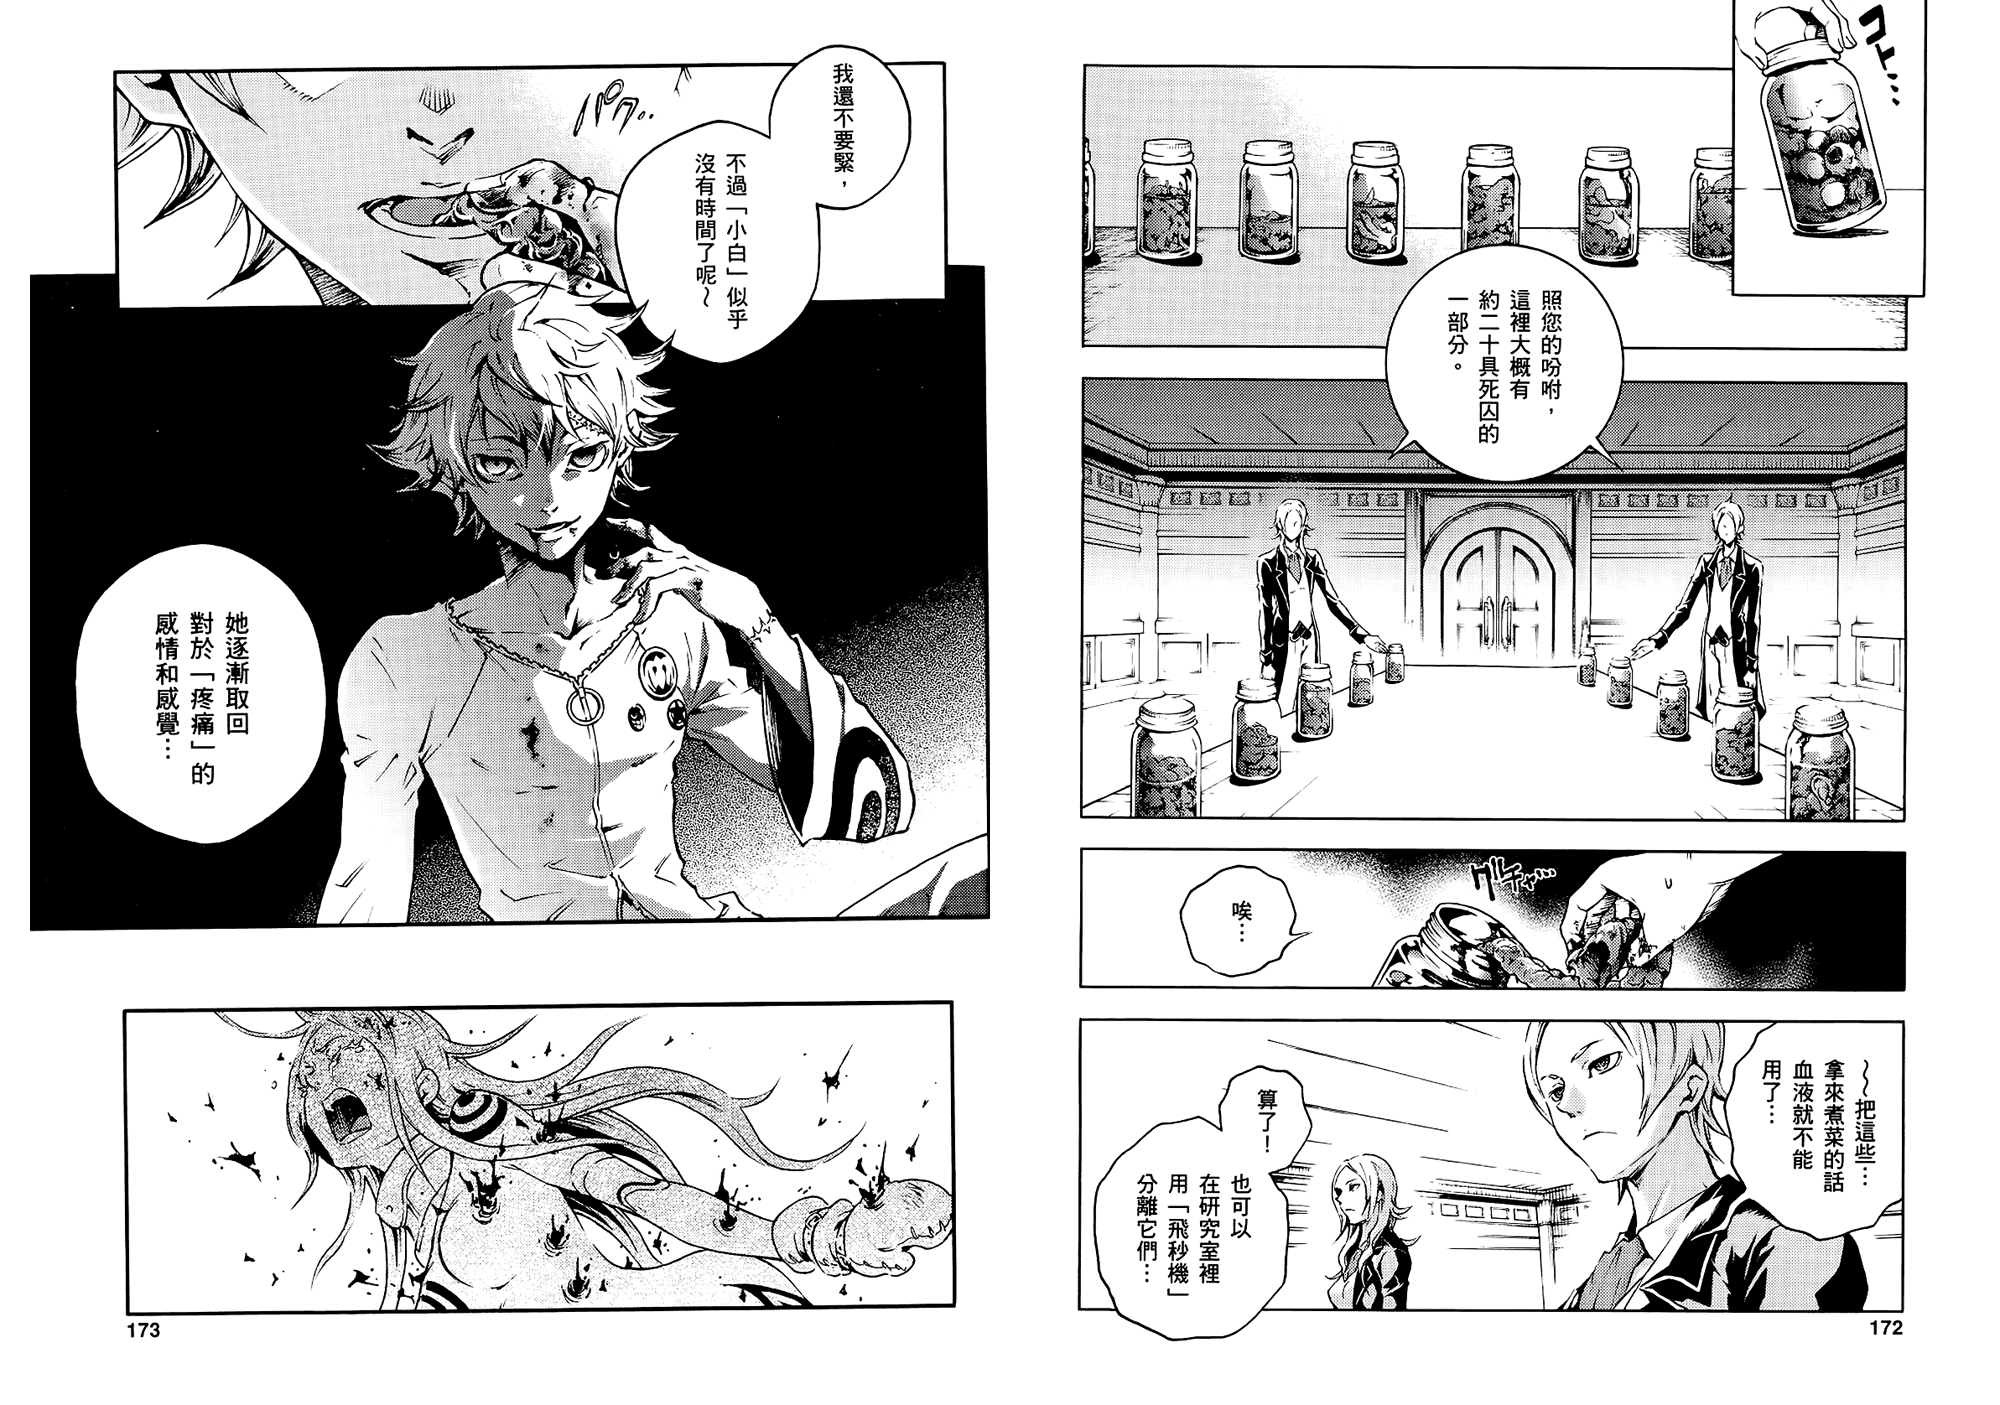 コト…
照您的吩咐，
這裡大概有
約二十具死囚的
一部分。
グルチャ…
唉…
～～把這些…
拿來煮菜的話
血液就不能
用了…
算了！
也可以
在研究室裡
用「飛秒機」
分離它們…
172
パク…
我還不要緊，
不過「小白」似乎
沒有時間了呢～
她逐漸取回
對於「疼痛」的
感情和感覺…
173